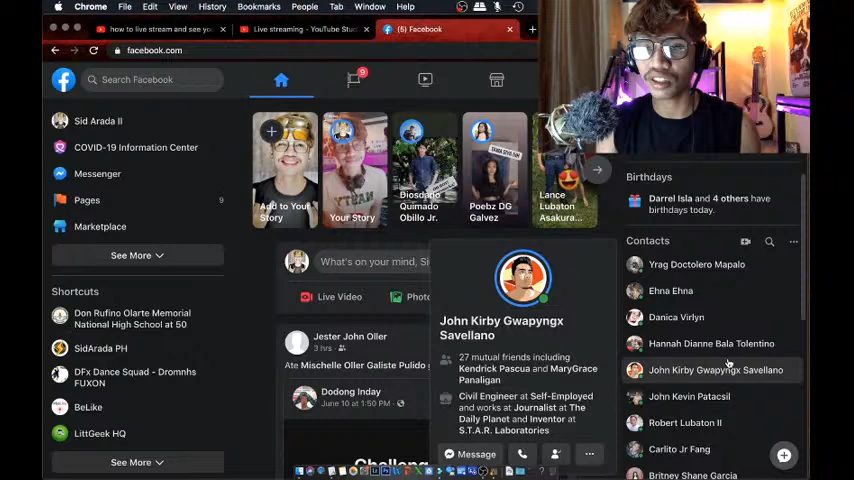 Chrome File Edit View History Bookmarks People Tab Window Help
how to live stream and see you
Live streaming - YouTube Stud
(5) Facebook
facebook.com
Search Facebook
9
Sid Arada II
COVID-19 Information Center
Messenger
Pages 9
Marketplace
See More
Shortcuts
Don Rufino Olarte Memorial
National High School at 50
SidArada PH
DFx Dance Squad - Dromnhs
FUXON
BeLike
LittGeek HQ
See More
Add to Your
Story
Your Story
Biosdado
Quimado
Obillo Jr.
Poebz DG
Galvez
Lance
Lubaton
Asakura...
What's on your mind, Sid
Live Video
Photo
Jester John Oller
3 hrs
Ate Mischelle Oller Galiste Pulido
Dodong Inday
June 10 at 1:50 PM
John Kirby Gwapyngx
Savellano
27 mutual friends including
Kendrick Pascua and MaryGrace
Panaligan
Civil Engineer at Self-Employed
and works at Journalist at The
Daily Planet and Inventor at
S.T.A.R. Laboratories
Message
Birthdays
Darrel Isla and 4 others have
birthdays today.
Contacts
Yrag Doctolero Mapalo
Ehna Ehna
Danica Virlyn
Hannah Dianne Bala Tolentino
John Kirby Gwapyngx Savellano
John Kevin Patacsil
Robert Lubaton II
Carlito Jr Fang
Britney Shane Garcia